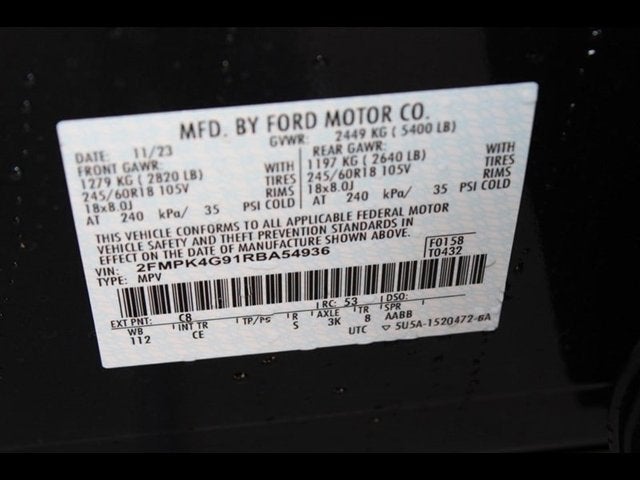 MFD. BY FORD MOTOR CO.
DATE: 11/23 GVWR: 2449 KG ( 5400 LB)
FRONT GAWR: WITH REAR GAWR: WITH
1279 KG ( 2820 LB) TIRES 1197 KG ( 2640 LB) TIRES
245/60R18 105V RIMS 245/60R18 105V RIMS
18x8.0J 18x8.0J
AT 240 kPa/ 35 PSI COLD AT 240 kPa/ 35 PSI COLD
THIS VEHICLE CONFORMS TO ALL APPLICABLE FEDERAL MOTOR
VEHICLE SAFETY AND THEFT PREVENTION STANDARDS IN
EFFECT ON THE DATE OF MANUFACTURE SHOWN ABOVE.
VIN: 2FMPK4G91RBA54936 F0158
TYPE: MPV T0432
EXT PNT: C8 RC: 53 DSO:
WB INT TR TP/PS R AXLE TR SPR
112 CE S 3K 8 AABB
UTC ▽ 5U5A-1520472-GA